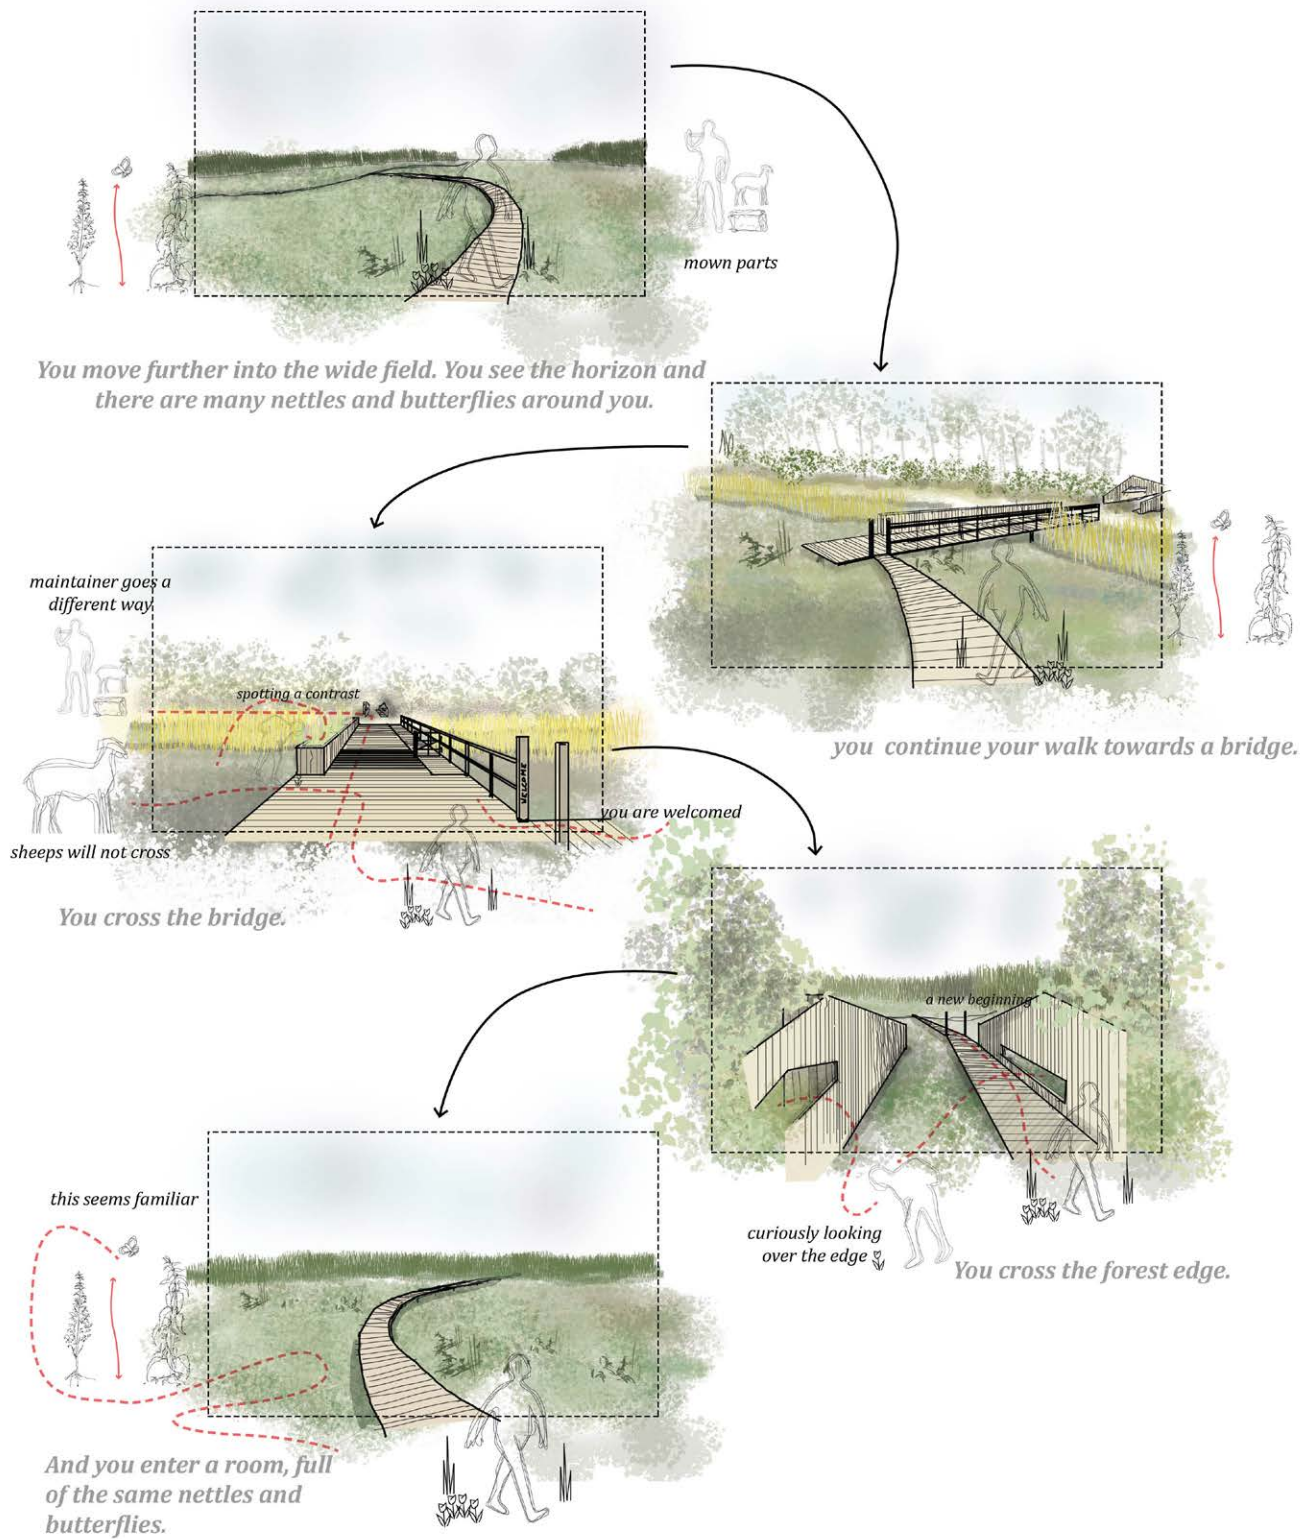 mown parts
You move further into the wide field. You see the horizon and
there are many nettles and butterflies around you.
you continue your walk towards a bridge.
maintainer goes a
different way
spotting a contrast
WELCOME
you are welcomed
sheeps will not cross
You cross the bridge.
a new beginning
curiously looking
over the edge
You cross the forest edge.
this seems familiar
And you enter a room, full
of the same nettles and
butterflies.